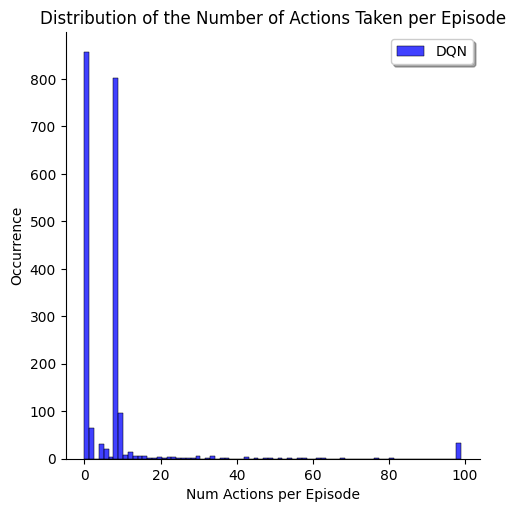 Distribution of the Number of Actions Taken per Episode
DQN
800
700
600
500
400
300
200
100
0
Occurrence
0 20 40 60 80 100
Num Actions per Episode